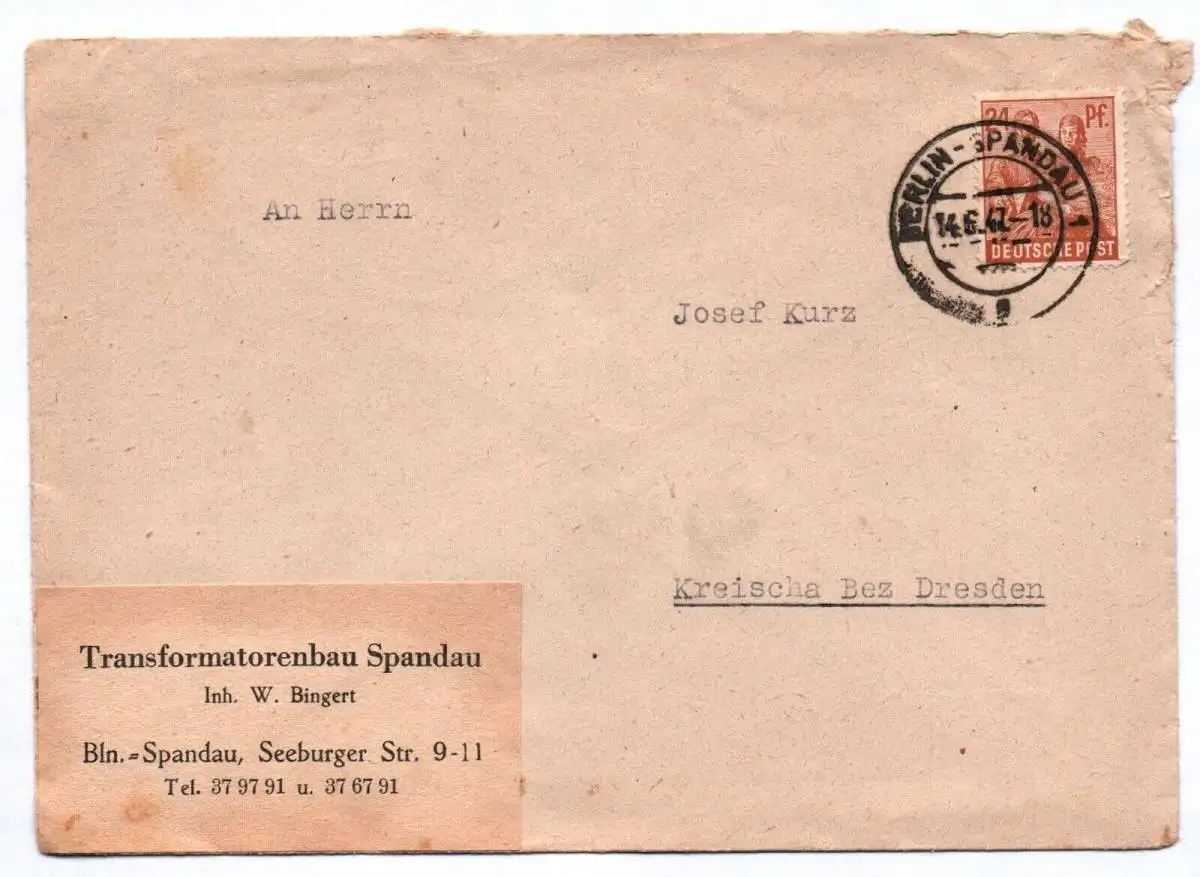 24 Pf.
BERLIN-SPANDAU 1
14.6.47-18
DEUTSCHE POST
An Herrn
Josef Kurz
Kreischa Bez Dresden
Transformatorenbau Spandau
Inh. W. Bingert
Bln.=Spandau, Seeburger Str. 9-11
Tel. 37 97 91 u. 37 67 91